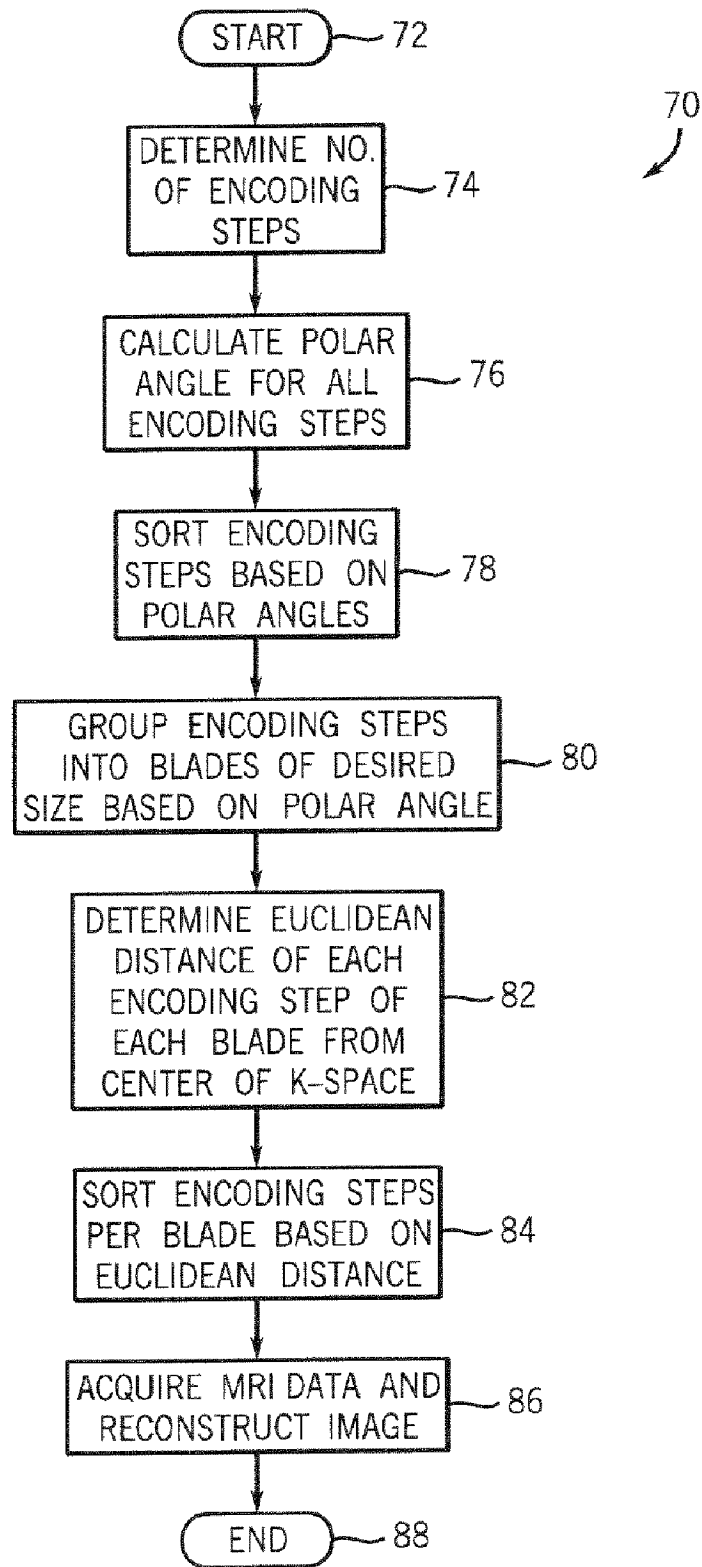 START 72
70
DETERMINE NO.
OF ENCODING 74
STEPS
CALCULATE POLAR
ANGLE FOR ALL 76
ENCODING STEPS
SORT ENCODING
STEPS BASED ON 78
POLAR ANGLES
GROUP ENCODING STEPS
INTO BLADES OF DESIRED 80
SIZE BASED ON POLAR ANGLE
DETERMINE EUCLIDEAN
DISTANCE OF EACH
ENCODING STEP OF 82
EACH BLADE FROM
CENTER OF K-SPACE
SORT ENCODING STEPS
PER BLADE BASED ON 84
EUCLIDEAN DISTANCE
ACQUIRE MRI DATA AND 86
RECONSTRUCT IMAGE
END 88